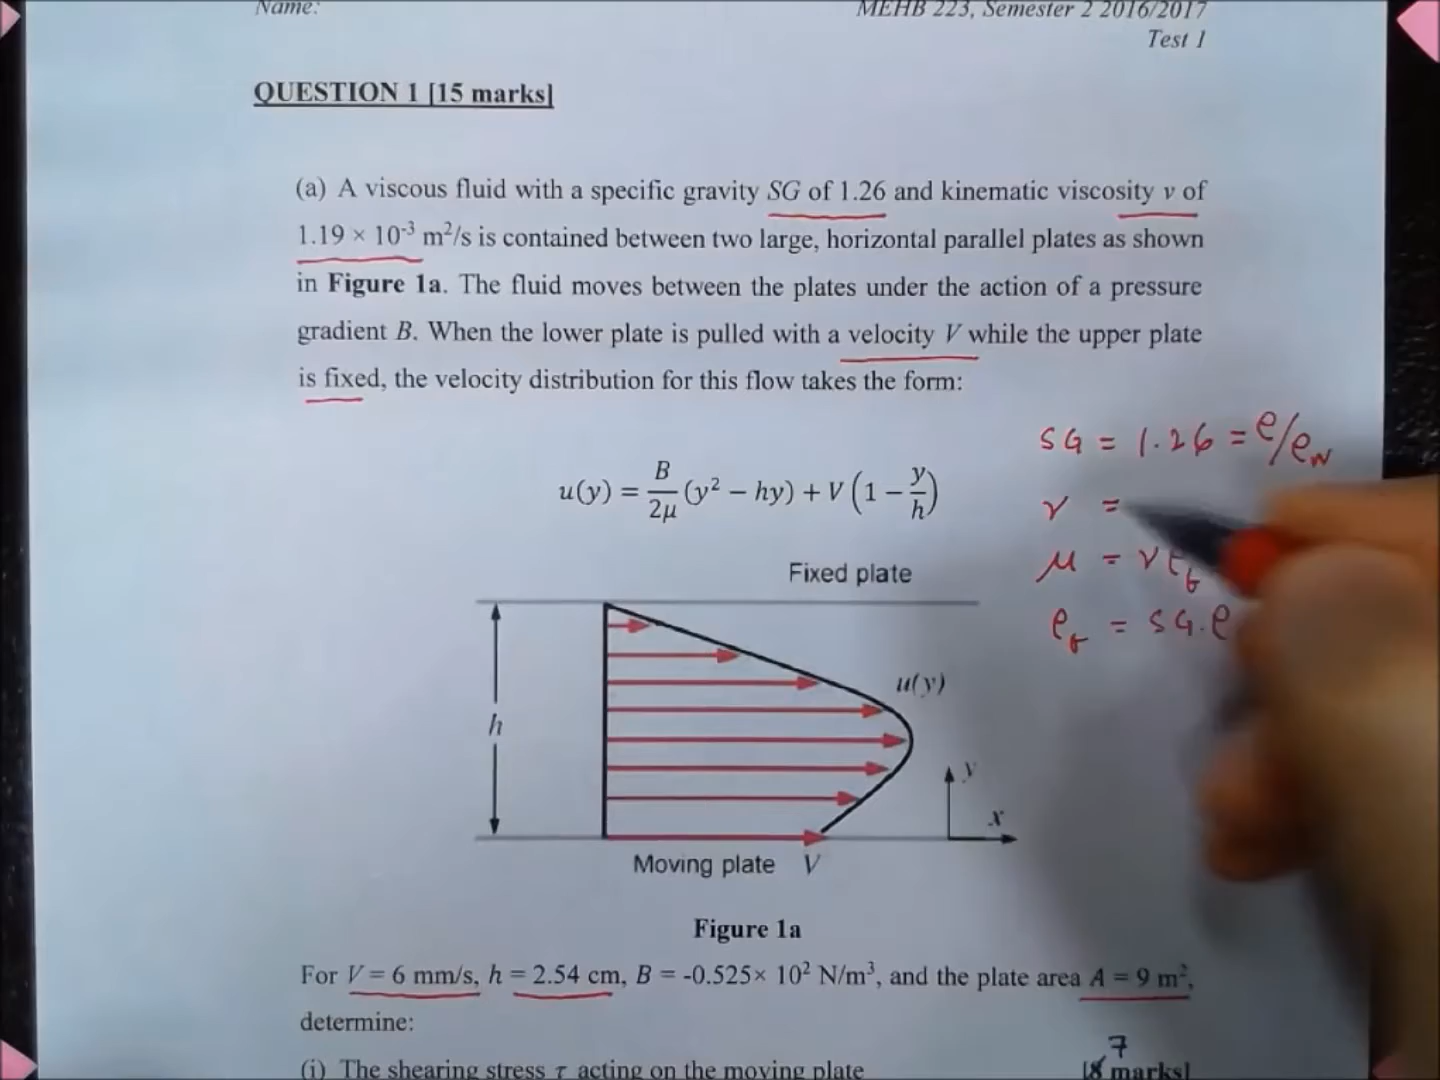 Name:
MEHB 223, Semester 2 2016/2017
Test 1
QUESTION 1 [15 marks]
(a) A viscous fluid with a specific gravity SG of 1.26 and kinematic viscosity ν of
1.19 × 10⁻³ m²/s is contained between two large, horizontal parallel plates as shown
in Figure 1a. The fluid moves between the plates under the action of a pressure
gradient B. When the lower plate is pulled with a velocity V while the upper plate
is fixed, the velocity distribution for this flow takes the form:
u(y) = B/2μ (y² − hy) + V (1 − y/h)
SG = 1.26 = ρ/ρw
ν =
μ = νρf
ρf = SG.ρ
Fixed plate
h
u(y)
y
x
Moving plate V
Figure 1a
For V = 6 mm/s, h = 2.54 cm, B = -0.525× 10² N/m³, and the plate area A = 9 m²,
determine:
7
(i) The shearing stress τ acting on the moving plate [8 marks]